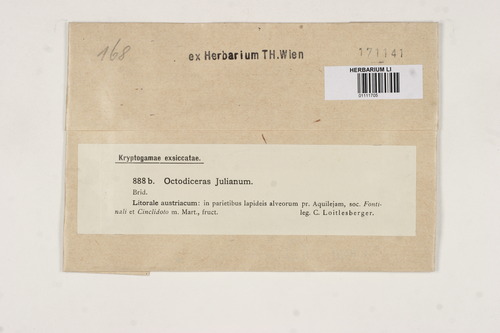 168
ex Herbarium TH.Wien
171141
HERBARIUM LI
01111705
Kryptogamae exsiccatae.
888 b. Octodiceras Julianum.
Brid.
Litorale austriacum: in parietibus lapideis alveorum pr. Aquilejam, soc. Fonti-
nali et Cinclidoto m. Mart., fruct. leg. C. Loitlesberger.